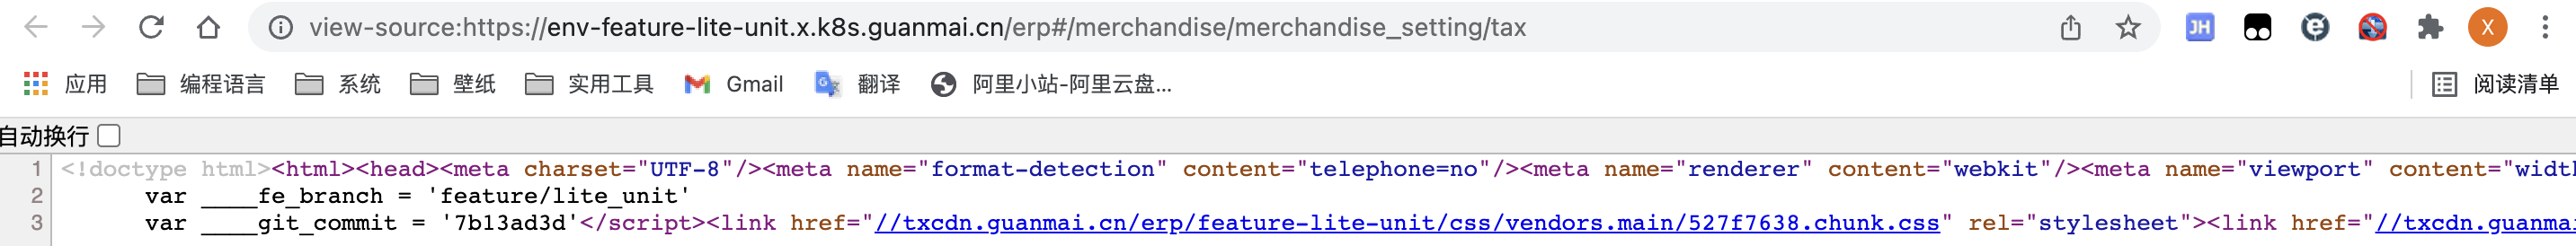 view-source:https://env-feature-lite-unit.x.k8s.guanmai.cn/erp#/merchandise/merchandise_setting/tax
JH
X
应用 编程语言 系统 壁纸 实用工具 Gmail 翻译 阿里小站-阿里云盘... 阅读清单
自动换行
1 <!doctype html><html><head><meta charset="UTF-8"/><meta name="format-detection" content="telephone=no"/><meta name="renderer" content="webkit"/><meta name="viewport" content="widt
2 var ____fe_branch = 'feature/lite_unit'
3 var ____git_commit = '7b13ad3d'</script><link href="//txcdn.guanmai.cn/erp/feature-lite-unit/css/vendors.main/527f7638.chunk.css" rel="stylesheet"><link href="//txcdn.guanma